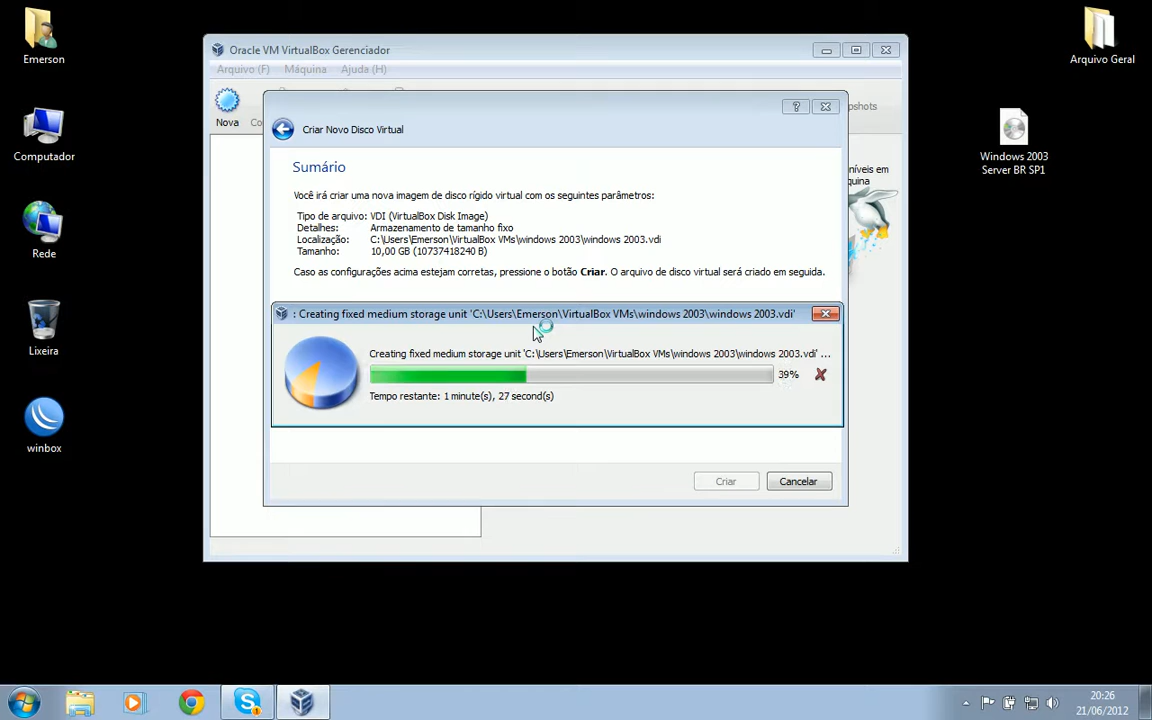 Emerson
Computador
Rede
Lixeira
winbox
Arquivo Geral
Windows 2003
Server BR SP1
Oracle VM VirtualBox Gerenciador
Arquivo (F) Máquina Ajuda (H)
Nova
Co
pshots
níveis em
quina
Criar Novo Disco Virtual
Sumário
Você irá criar uma nova imagem de disco rígido virtual com os seguintes parâmetros:
Tipo de arquivo: VDI (VirtualBox Disk Image)
Detalhes: Armazenamento de tamanho fixo
Localização: C:\Users\Emerson\VirtualBox VMs\windows 2003\windows 2003.vdi
Tamanho: 10,00 GB (10737418240 B)
Caso as configurações acima estejam corretas, pressione o botão Criar. O arquivo de disco virtual será criado em seguida.
: Creating fixed medium storage unit 'C:\Users\Emerson\VirtualBox VMs\windows 2003\windows 2003.vdi'
Creating fixed medium storage unit 'C:\Users\Emerson\VirtualBox VMs\windows 2003\windows 2003.vdi' ...
39%
Tempo restante: 1 minute(s), 27 second(s)
Criar
Cancelar
20:26
21/06/2012